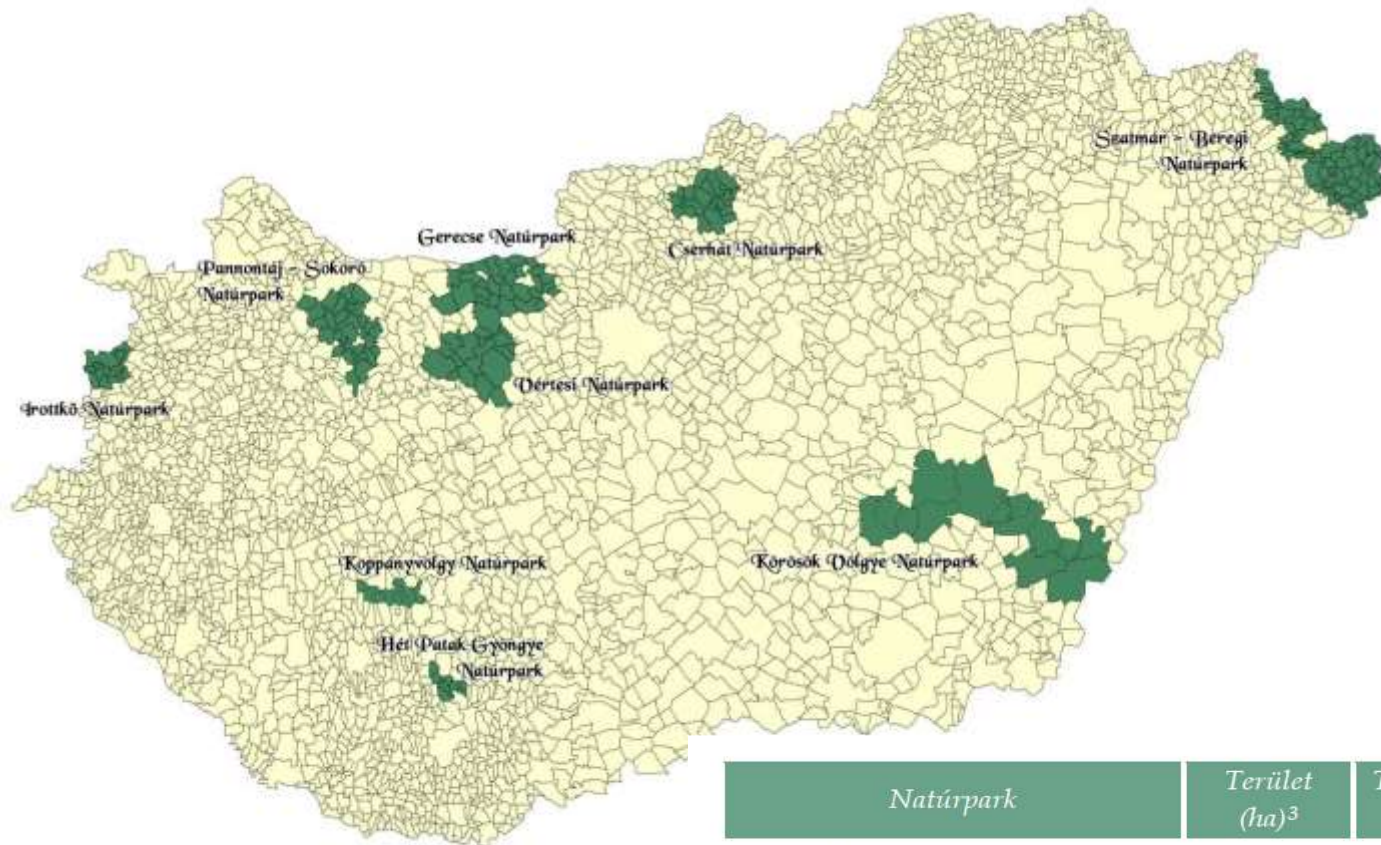 Szatmár - Beregi
Natúrpark
Gerecse Natúrpark
Cserhát Natúrpark
Pannontáj - Sokoró
Natúrpark
Vértesi Natúrpark
Írottkő Natúrpark
Koppányvölgy Natúrpark
Körösök Völgye Natúrpark
Hét Patak Gyöngye
Natúrpark
Natúrpark
Terület
(ha)³
T